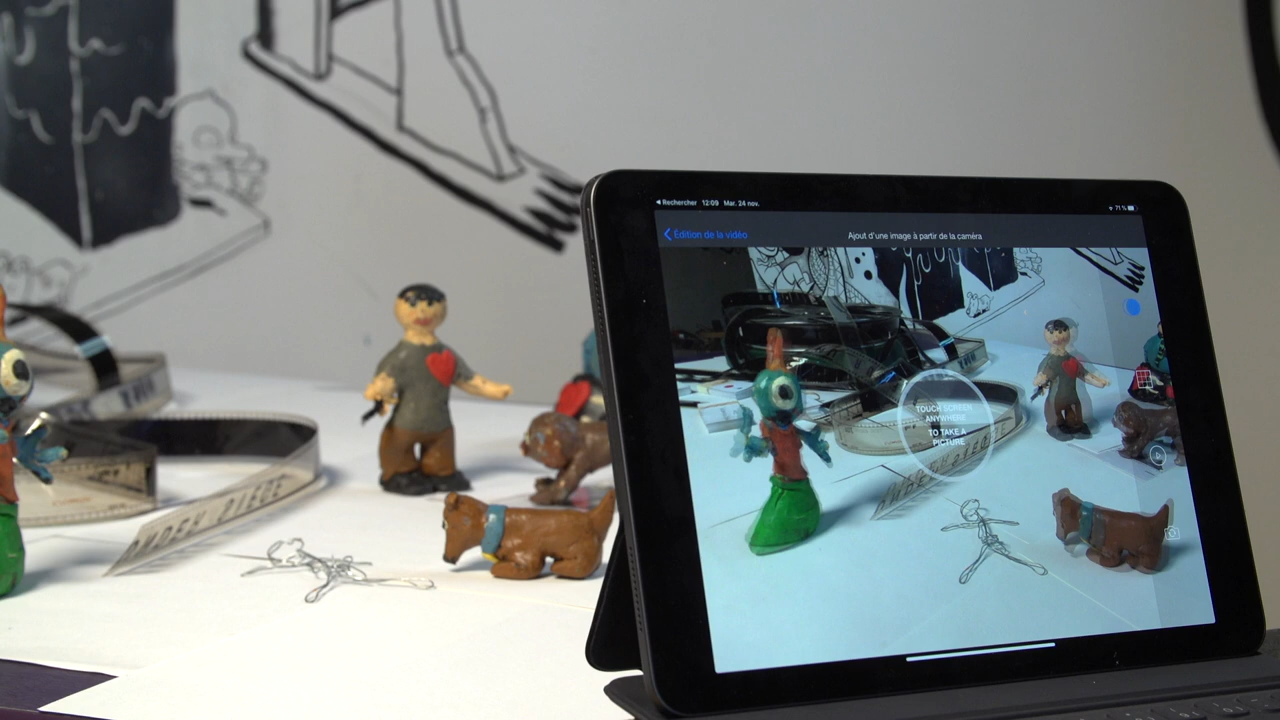 Rechercher 12:09 Mar. 24 nov.
71 %
Édition de la vidéo
Ajout d'une image à partir de la caméra
TOUCH SCREEN
ANYWHERE
TO TAKE A
PICTURE